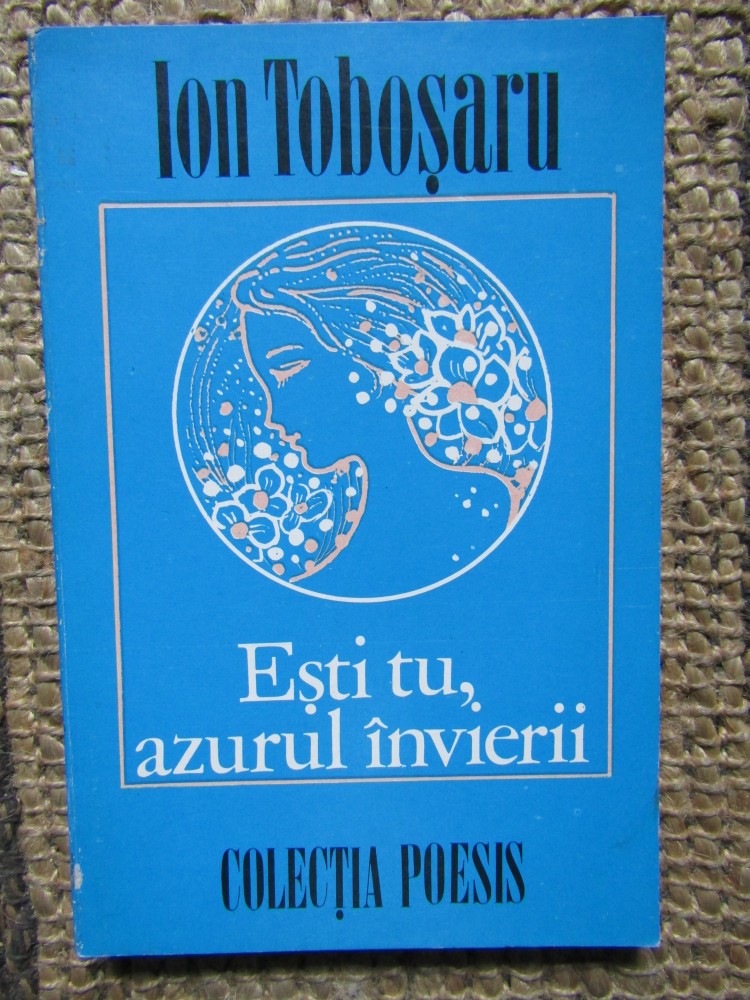 Ion Toboșaru
Ești tu,
azurul învierii
COLECȚIA POESIS